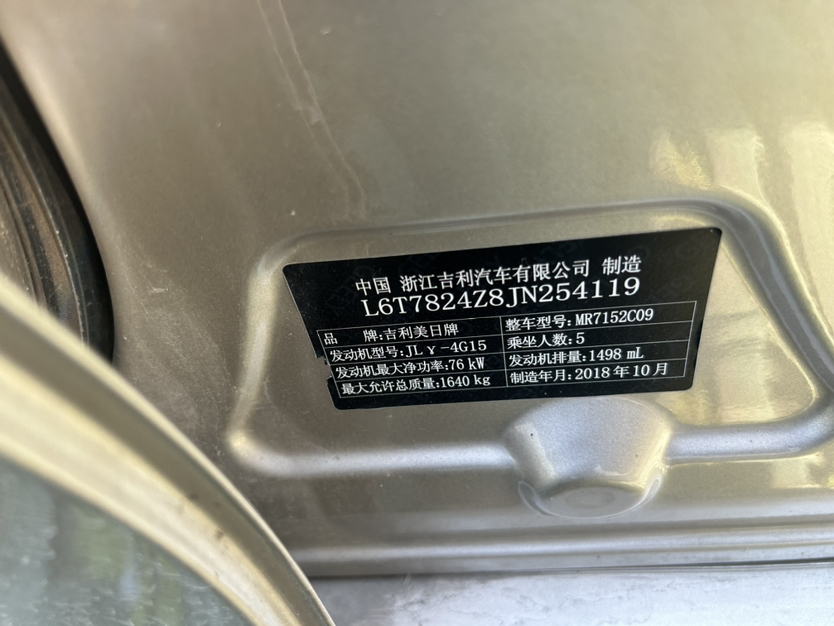 中国 浙江吉利汽车有限公司 制造
L6T7824Z8JN254119
品 牌:吉利美日牌 整车型号:MR7152C09
发动机型号:JLγ-4G15 乘坐人数:5
发动机最大净功率:76 kW 发动机排量:1498 mL
最大允许总质量:1640 kg 制造年月:2018 年 10 月